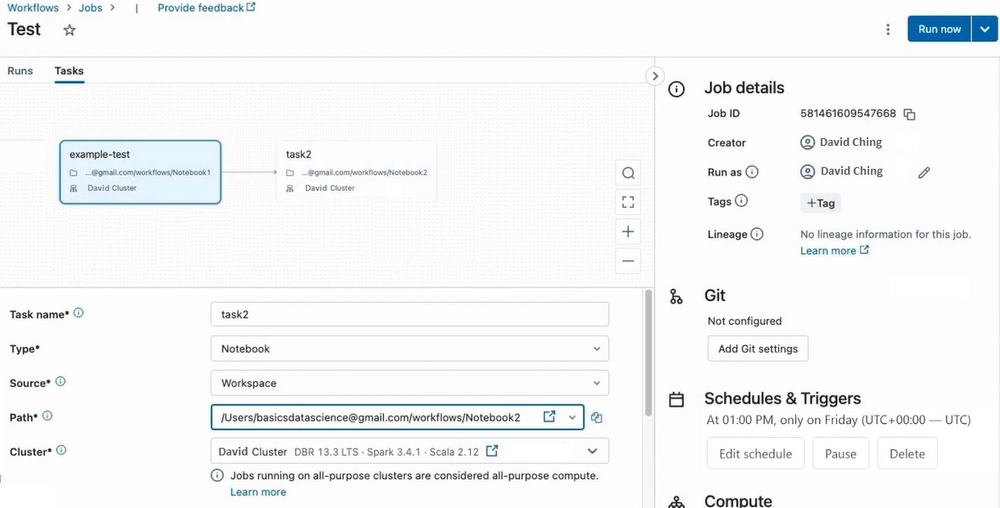 Workflows > Jobs > | Provide feedback
Test
Run now
Runs Tasks
example-test
...@gmail.com/workflows/Notebook1
David Cluster
task2
...@gmail.com/workflows/Notebook2
David Cluster
Task name* task2
Type* Notebook
Source* Workspace
Path* /Users/basicsdatascience@gmail.com/workflows/Notebook2
Cluster* David Cluster DBR 13.3 LTS · Spark 3.4.1 · Scala 2.12
Jobs running on all-purpose clusters are considered all-purpose compute.
Learn more
Job details
Job ID 581461609547668
Creator David Ching
Run as David Ching
Tags +Tag
Lineage No lineage information for this job.
Learn more
Git
Not configured
Add Git settings
Schedules & Triggers
At 01:00 PM, only on Friday (UTC+00:00 — UTC)
Edit schedule Pause Delete
Compute